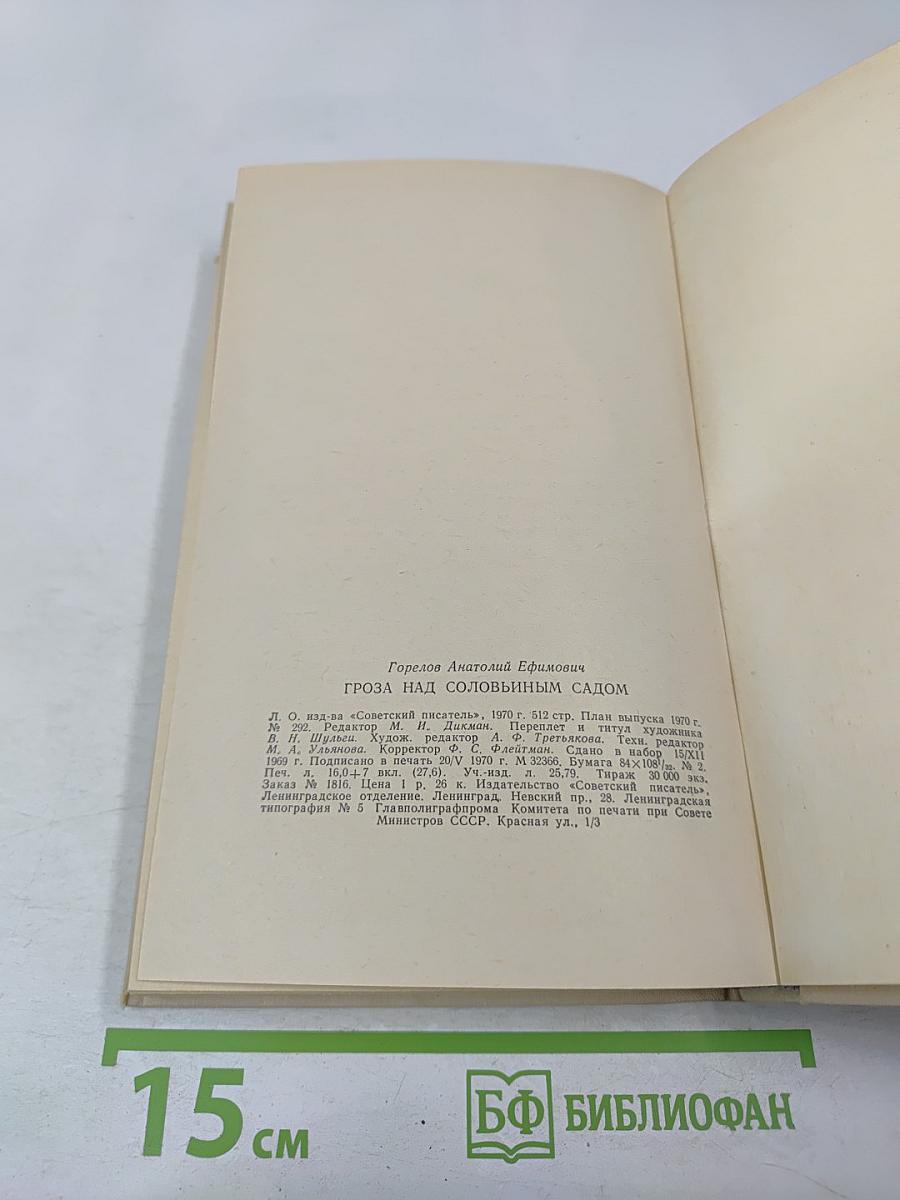 Горелов Анатолий Ефимович
ГРОЗА НАД СОЛОВЬИНЫМ САДОМ
Л. О. изд-ва «Советский писатель», 1970 г. 512 стр. План выпуска 1970 г.
№ 292. Редактор М. И. Дикман. Переплет и титул художника
В. Н. Шульги. Худож. редактор А. Ф. Третьякова. Техн. редактор
М. А. Ульянова. Корректор Ф. С. Флейтман. Сдано в набор 15/XII
1969 г. Подписано в печать 20/V 1970 г. М 32366. Бумага 84×108¹/₃₂. № 2.
Печ. л. 16,0+7 вкл. (27,6). Уч.-изд. л. 25,79. Тираж 30 000 экз.
Заказ № 1816. Цена 1 р. 26 к. Издательство «Советский писатель».
Ленинградское отделение. Ленинград, Невский пр., 28. Ленинградская
типография № 5 Главполиграфпрома Комитета по печати при Совете
Министров СССР. Красная ул., 1/3
15 см
БФ БИБЛИОФАН